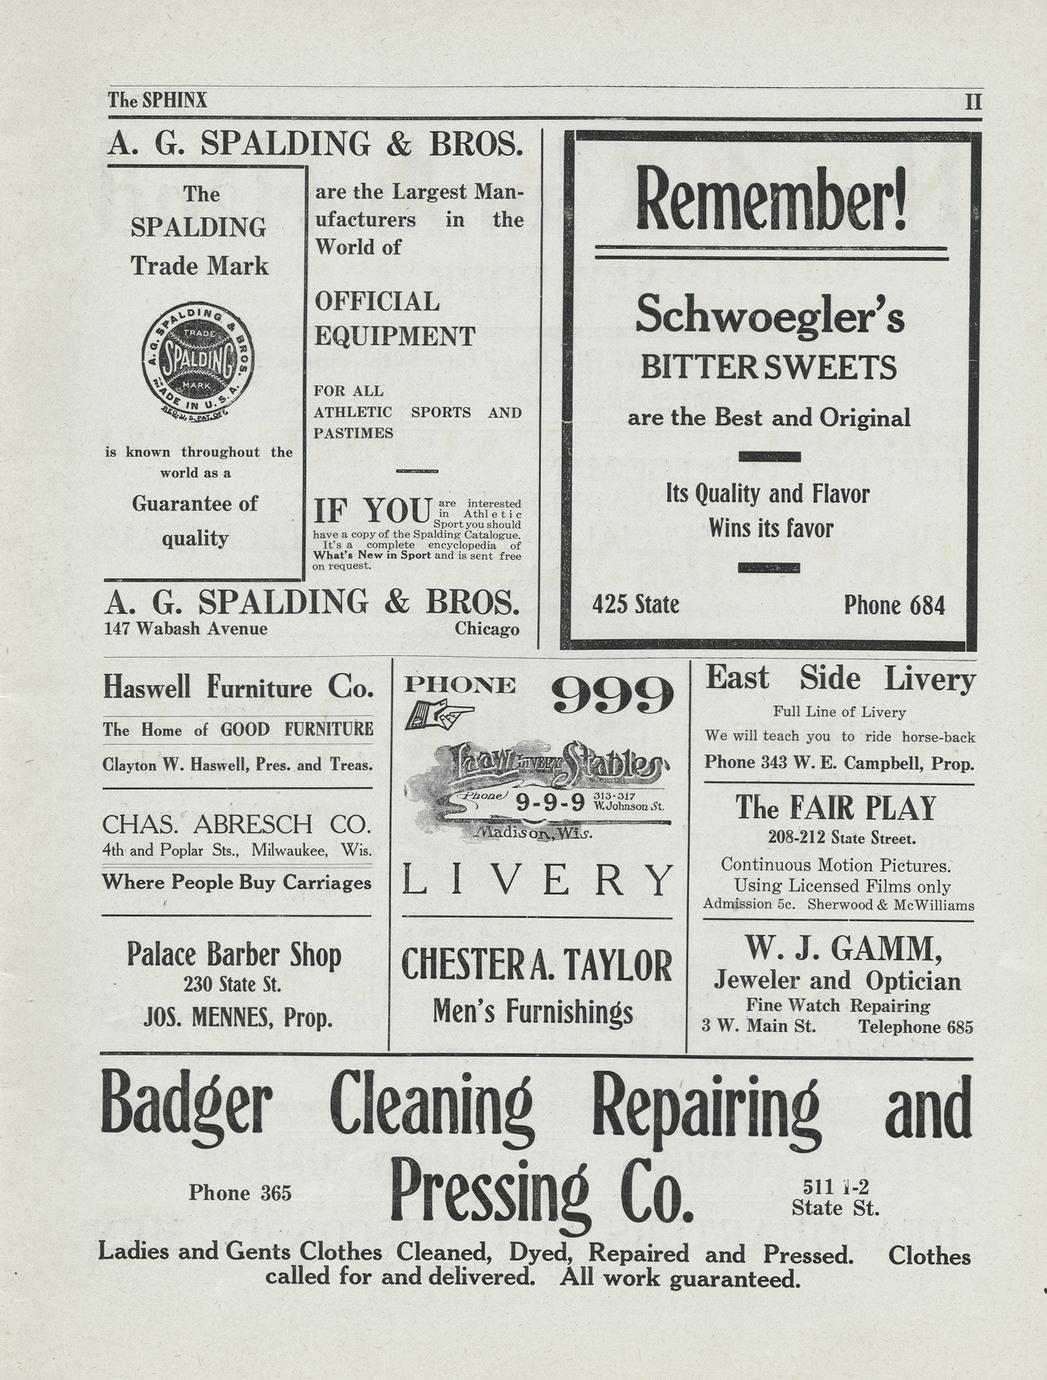 The SPHINX II
A. G. SPALDING & BROS.
The
SPALDING
Trade Mark
A. G. SPALDING & BROS.
TRADE
SPALDING
MARK
MADE IN U.S.A.
REG. U. S. PAT. OFF.
is known throughout the
world as a
Guarantee of
quality
are the Largest Man-
ufacturers in the
World of
OFFICIAL
EQUIPMENT
FOR ALL
ATHLETIC SPORTS AND
PASTIMES
IF YOU are interested
in Athletic
Sport you should
have a copy of the Spalding Catalogue.
It's a complete encyclopedia of
What's New in Sport and is sent free
on request.
A. G. SPALDING & BROS.
147 Wabash Avenue Chicago
Remember!
Schwoegler's
BITTER SWEETS
are the Best and Original
Its Quality and Flavor
Wins its favor
425 State Phone 684
Haswell Furniture Co.
The Home of GOOD FURNITURE
Clayton W. Haswell, Pres. and Treas.
CHAS. ABRESCH CO.
4th and Poplar Sts., Milwaukee, Wis.
Where People Buy Carriages
Palace Barber Shop
230 State St.
JOS. MENNES, Prop.
PHONE 999
LIVERY Stables
Phone 9-9-9 313-317
W. Johnson St.
Madison, Wis.
LIVERY
CHESTER A. TAYLOR
Men's Furnishings
East Side Livery
Full Line of Livery
We will teach you to ride horse-back
Phone 343 W. E. Campbell, Prop.
The FAIR PLAY
208-212 State Street.
Continuous Motion Pictures.
Using Licensed Films only
Admission 5c. Sherwood & McWilliams
W. J. GAMM,
Jeweler and Optician
Fine Watch Repairing
3 W. Main St. Telephone 685
Badger Cleaning Repairing and
Pressing Co.
Phone 365
511 1-2
State St.
Ladies and Gents Clothes Cleaned, Dyed, Repaired and Pressed. Clothes
called for and delivered. All work guaranteed.